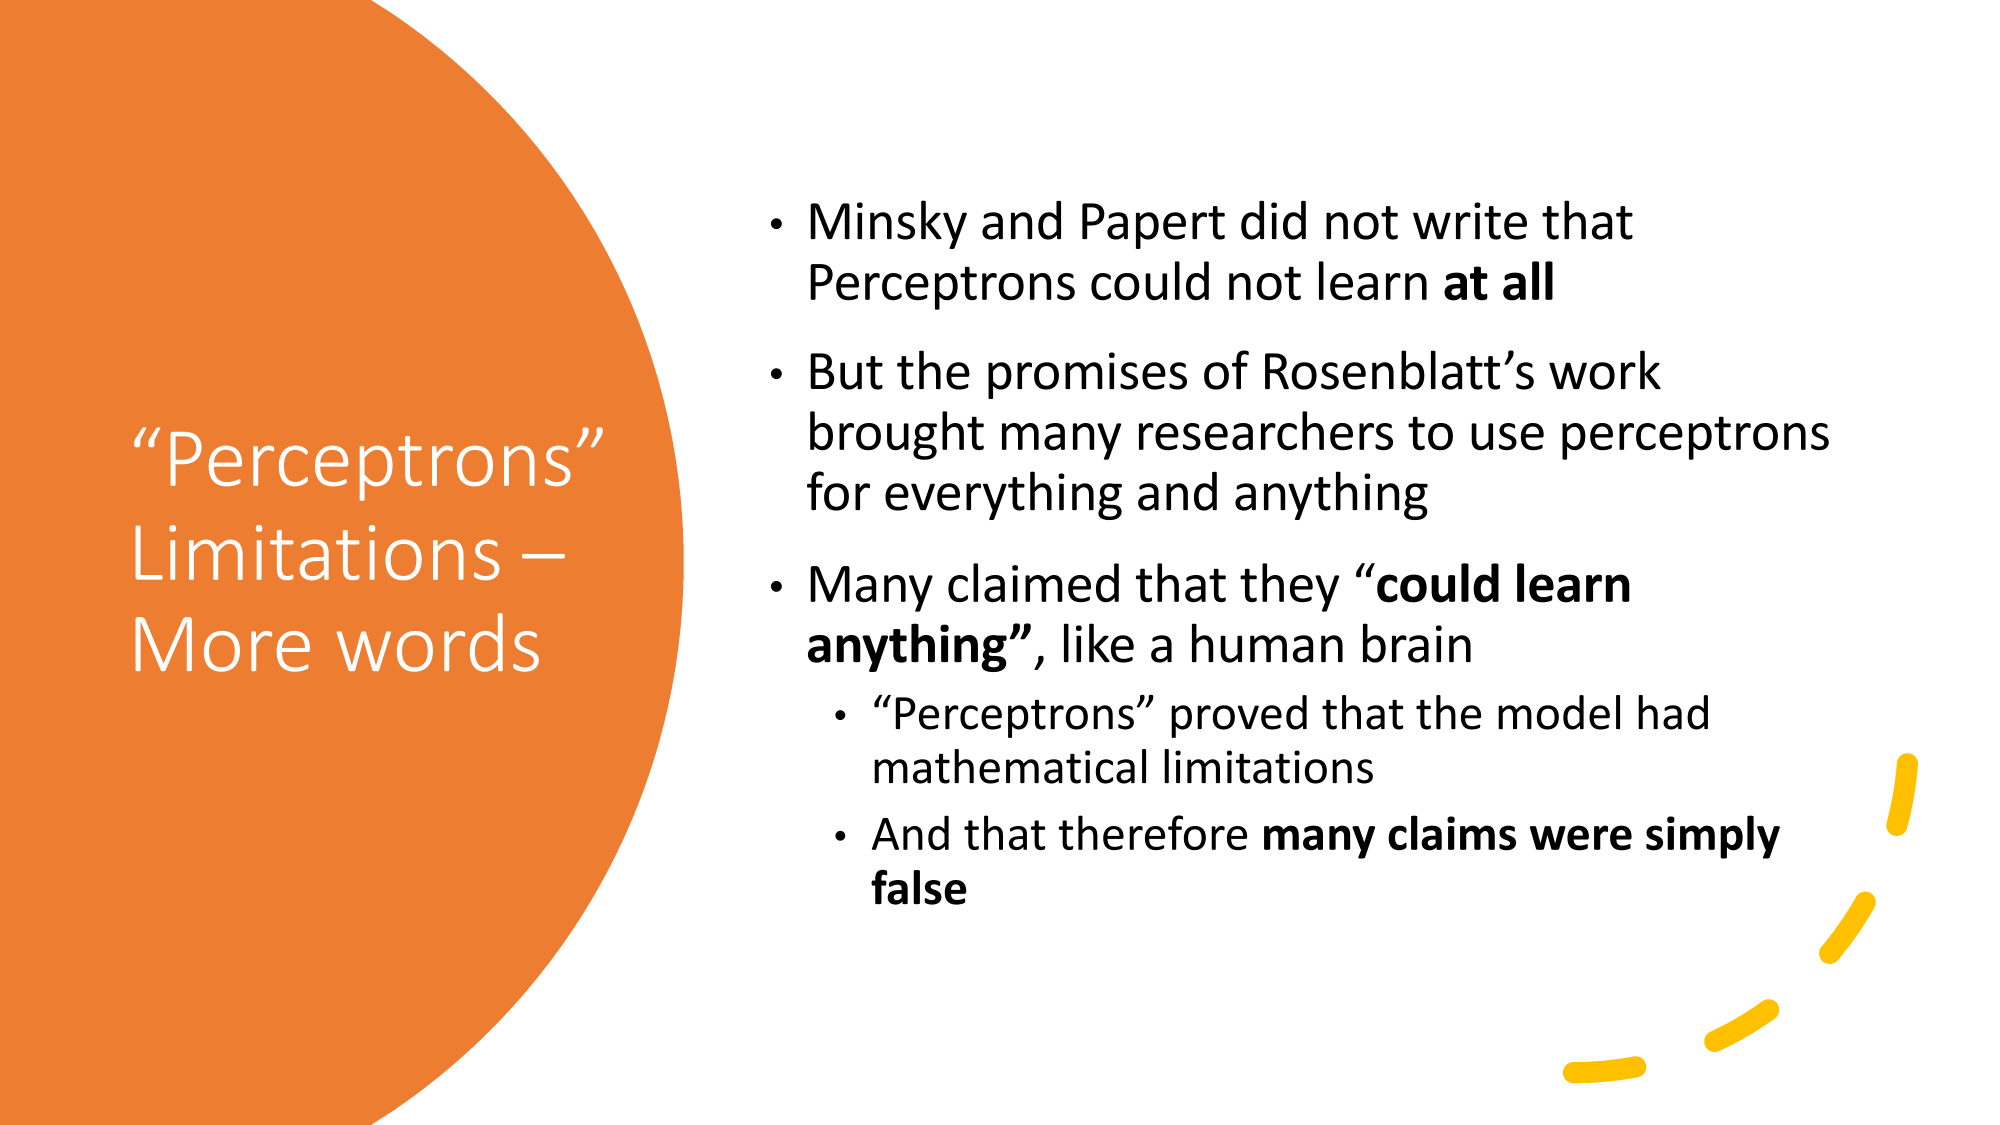 “Perceptrons”
Limitations –
More words
• Minsky and Papert did not write that
Perceptrons could not learn at all
• But the promises of Rosenblatt’s work
brought many researchers to use perceptrons
for everything and anything
• Many claimed that they “could learn
anything”, like a human brain
• “Perceptrons” proved that the model had
mathematical limitations
• And that therefore many claims were simply
false